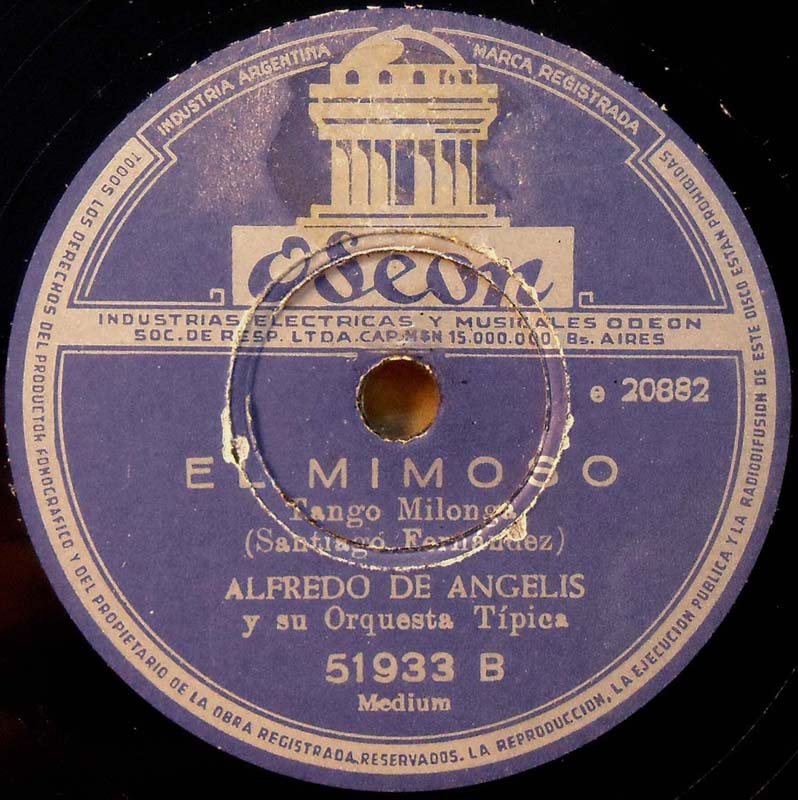 INDUSTRIA ARGENTINA
MARCA REGISTRADA
Odeon
INDUSTRIAS ELECTRICAS Y MUSICALES ODEON
SOC. DE RESP. LTDA. CAP. M$N 15.000.000 Bs. AIRES
e 20882
EL MIMOSO
Tango Milonga
(Santiago Fernández)
ALFREDO DE ANGELIS
y su Orquesta Típica
51933 B
Medium
TODOS LOS DERECHOS DEL PRODUCTOR FONOGRAFICO Y DEL PROPIETARIO DE LA OBRA REGISTRADA, RESERVADOS. LA REPRODUCCION, LA EJECUCION PUBLICA Y LA RADIODIFUSION DE ESTE DISCO ESTAN PROHIBIDAS